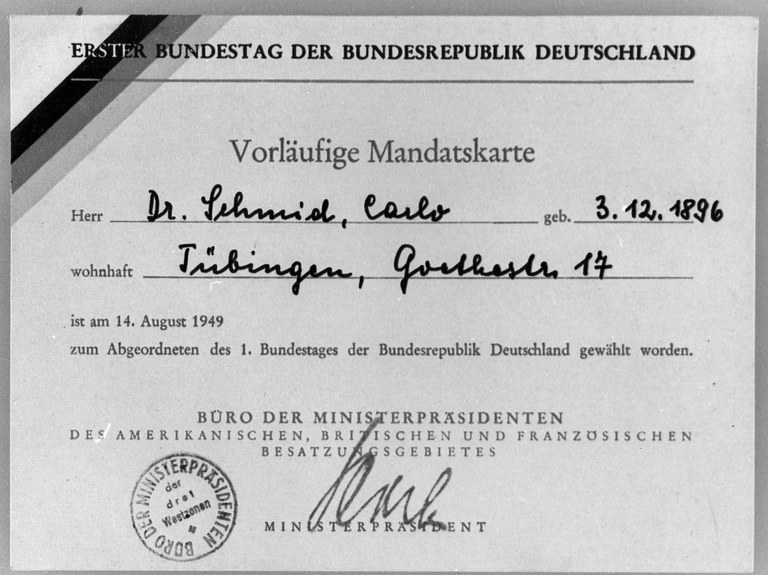 ERSTER BUNDESTAG DER BUNDESREPUBLIK DEUTSCHLAND
Vorläufige Mandatskarte
Herr Dr. Schmid, Carlo geb. 3.12.1896
wohnhaft Tübingen, Goethestr. 17
ist am 14. August 1949
zum Abgeordneten des 1. Bundestages der Bundesrepublik Deutschland gewählt worden.
BÜRO DER MINISTERPRÄSIDENTEN
DES AMERIKANISCHEN, BRITISCHEN UND FRANZÖSISCHEN
BESATZUNGSGEBIETES
BÜRO DER MINISTERPRÄSIDENTEN
der
drei
Westzonen
MINISTERPRÄSIDENT